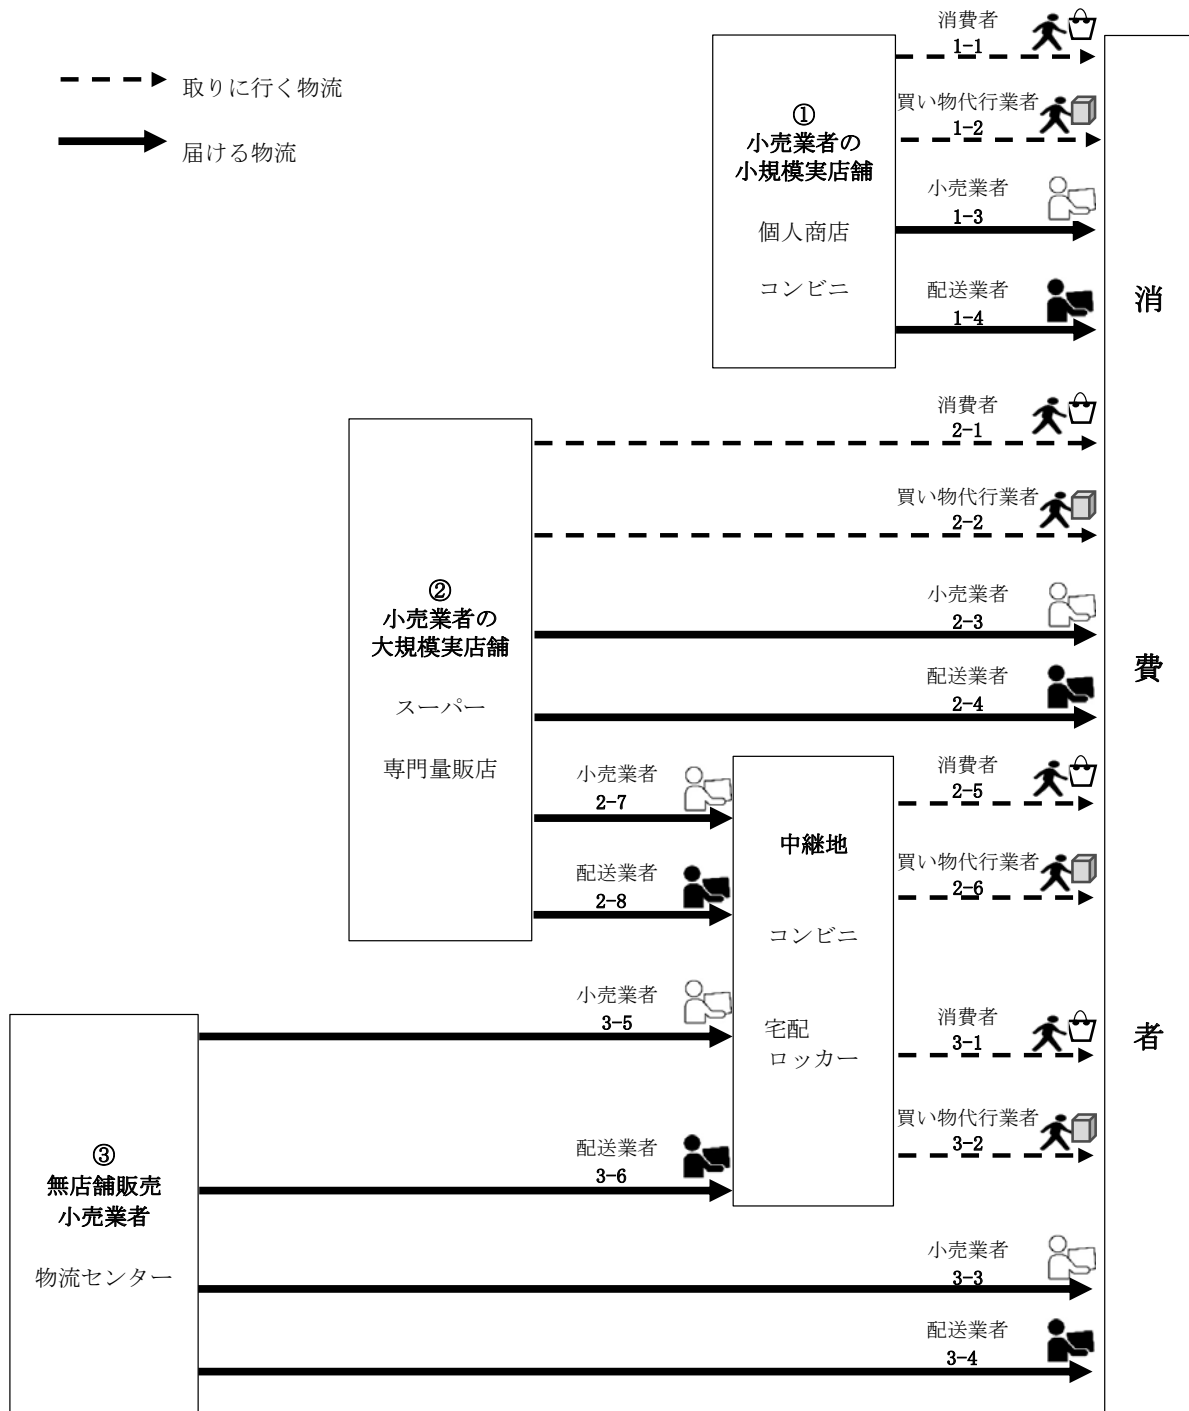 取りに行く物流
届ける物流
①
小売業者の
小規模実店舗
個人商店
コンビニ
消費者
1-1
買い物代行業者
1-2
小売業者
1-3
配送業者
1-4
②
小売業者の
大規模実店舗
スーパー
専門量販店
消費者
2-1
買い物代行業者
2-2
小売業者
2-3
配送業者
2-4
小売業者
2-7
配送業者
2-8
中継地
コンビニ
宅配
ロッカー
消費者
2-5
買い物代行業者
2-6
③
無店舗販売
小売業者
物流センター
小売業者
3-5
配送業者
3-6
消費者
3-1
買い物代行業者
3-2
小売業者
3-3
配送業者
3-4
消
費
者